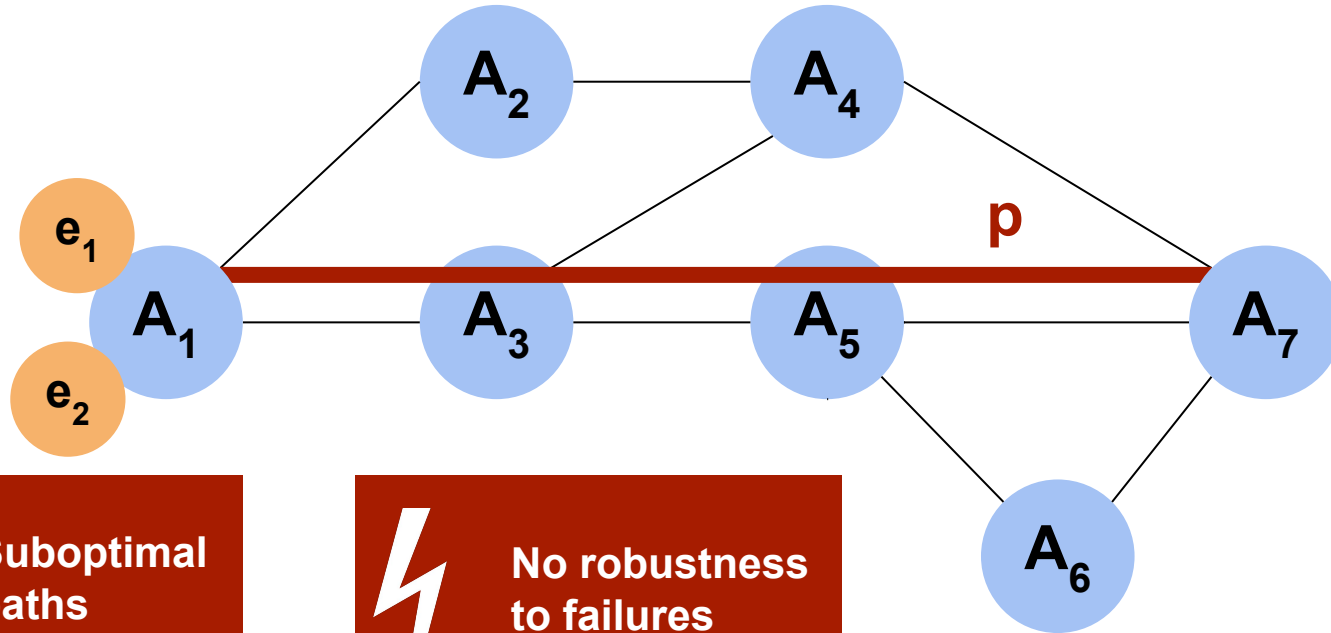 A2
A4
e1
p
A1
A3
A5
A7
e2
A6
uboptimal
aths
No robustness
to failures